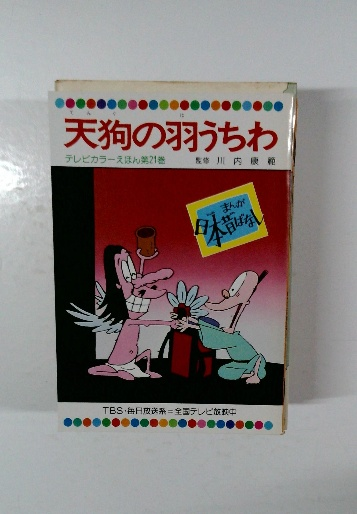 天狗の羽うちわ
テレビカラーえほん第21巻 監修 川内康範
まんが
日本昔ばなし
TBS・毎日放送系=全国テレビ放映中